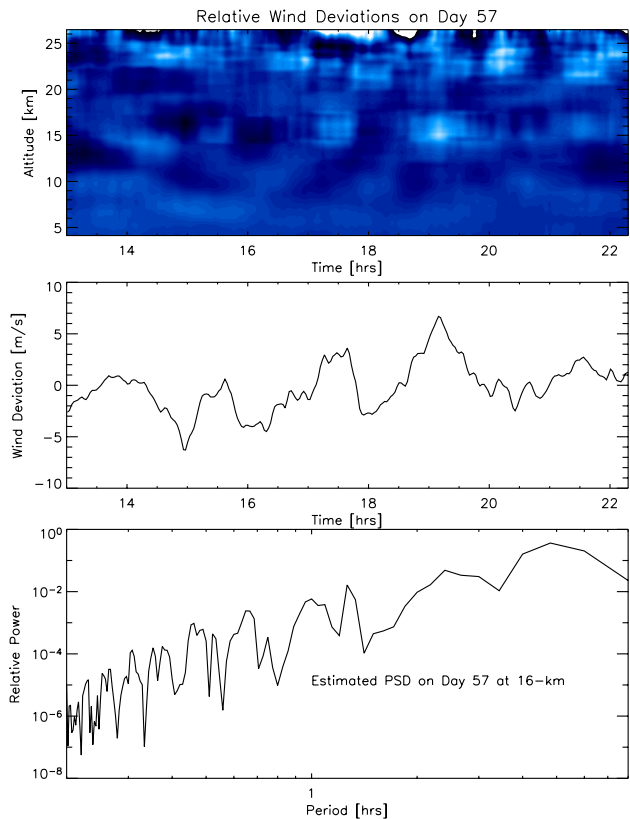 Relative Wind Deviations on Day 57
25
20
15
10
5
Altitude [km]
14 16 18 20 22
Time [hrs]
10
5
0
−5
−10
Wind Deviation [m/s]
14 16 18 20 22
Time [hrs]
10^0
10^-2
10^-4
10^-6
10^-8
Relative Power
Estimated PSD on Day 57 at 16−km
1
Period [hrs]